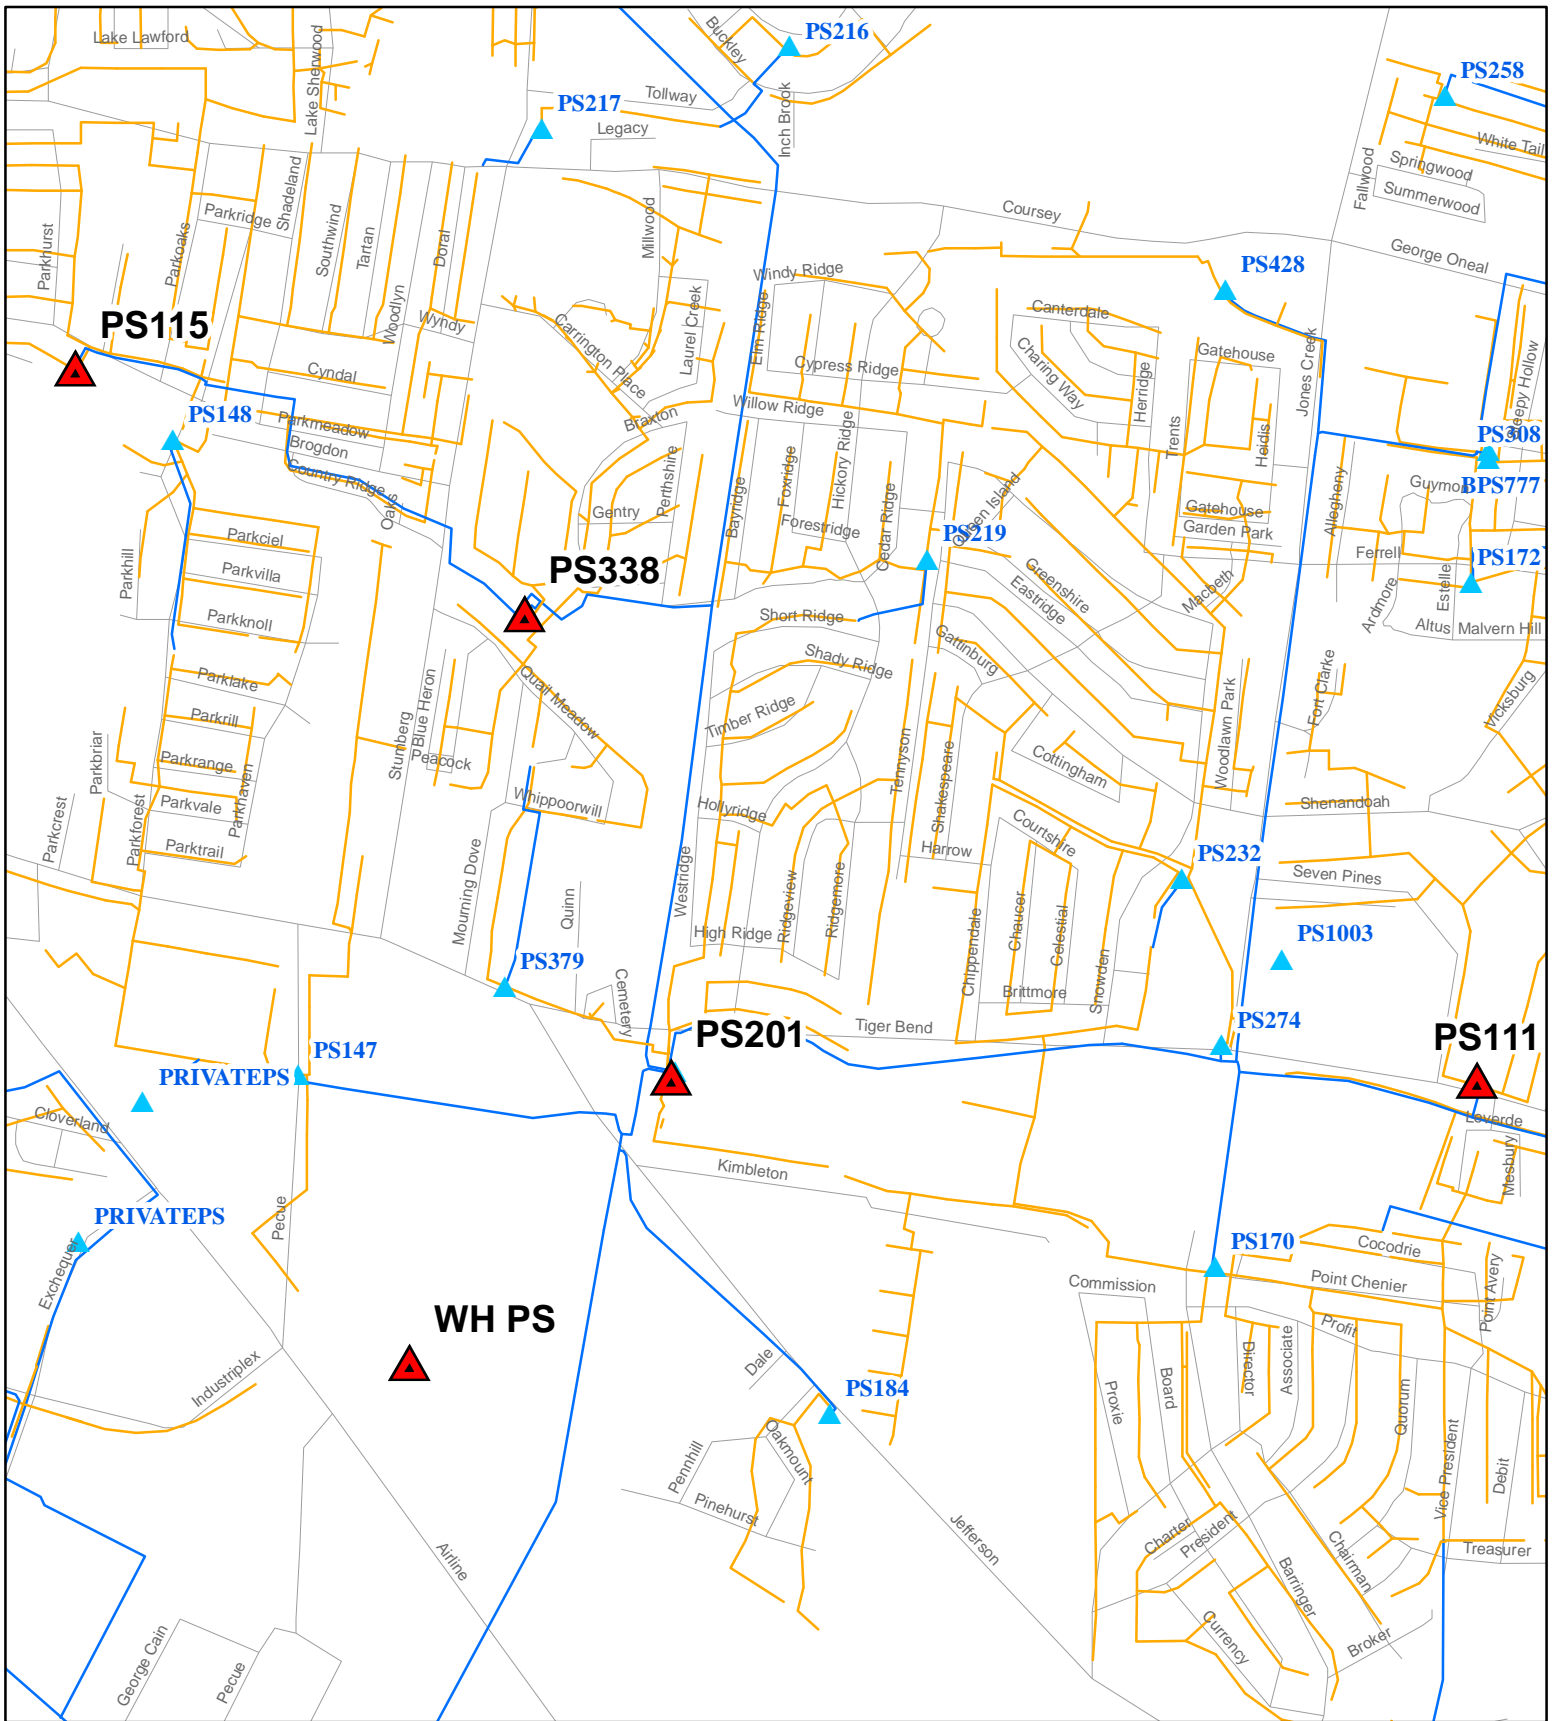 Lake Lawford
Lake Sherwood
Buckley
PS216
PS258
Tollway
PS217
Legacy
Inch Brook
White Tail
Springwood
Summerwood
Fallwood
Coursey
George Oneal
Parkridge
Shadeland
Southwind
Tartan
Doral
Millwood
Parkhurst
Parkoaks
Windy Ridge
PS428
Canterdale
PS115
Woodlyn
Wyndy
Carrington Place
Laurel Creek
Elm Ridge
Cypress Ridge
Charing Way
Herridge
Gatehouse
Jones Creek
Cyndal
PS148
Parkmeadow
Brogdon
Country Ridge
Oaks
Braxton
Willow Ridge
Hickory Ridge
Trents
Heidis
PS308
BPS777
Guymon
Allegheny
Perthshire
Gentry
Bayridge
Foxridge
Forestridge
Cedar Ridge
PS219
Gatehouse
Garden Park
Ferrell
PS172
Parkciel
Parkvilla
Parkhill
Parkknoll
PS338
Short Ridge
Greenshire
Eastridge
Macbeth
Ardmore
Estelle
Altus
Malvern Hill
Shady Ridge
Gattinburg
Parklake
Parkrill
Quail Meadow
Blue Heron
Stumberg
Peacock
Timber Ridge
Woodlawn Park
Fort Clarke
Vicksburg
Parkbriar
Parkrange
Parkvale
Parkhaven
Parkforest
Parktrail
Parkcrest
Whippoorwill
Hollyridge
Tennyson
Shakespeare
Cottingham
Shenandoah
Courtshire
Harrow
PS232
Seven Pines
Mourning Dove
Quinn
Westridge
High Ridge
Ridgeview
Ridgemore
Chippendale
Chaucer
Celestial
Snowden
PS1003
PS379
Cemetery
Brittmore
PS201
Tiger Bend
PS274
PS111
PS147
PRIVATEPS
Cloverland
Leverde
Mesbury
Kimbleton
Pecue
PRIVATEPS
Exchequer
PS170
Cocodrie
Point Chenier
Point Avery
Commission
WH PS
Profit
Director
Associate
Industriplex
Dale
PS184
Proxie
Board
Quorum
Vice President
Debit
Oakmount
Pennhill
Pinehurst
Jefferson
Airline
Charter
President
Chairman
Barringer
Treasurer
Currency
Broker
George Cain
Pecue